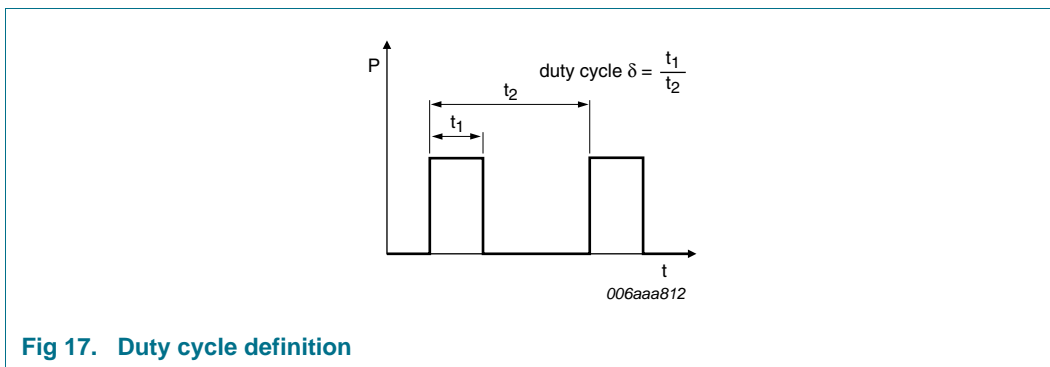 P
duty cycle δ = t1
t2
t2
t1
t
006aaa812
Fig 17. Duty cycle definition